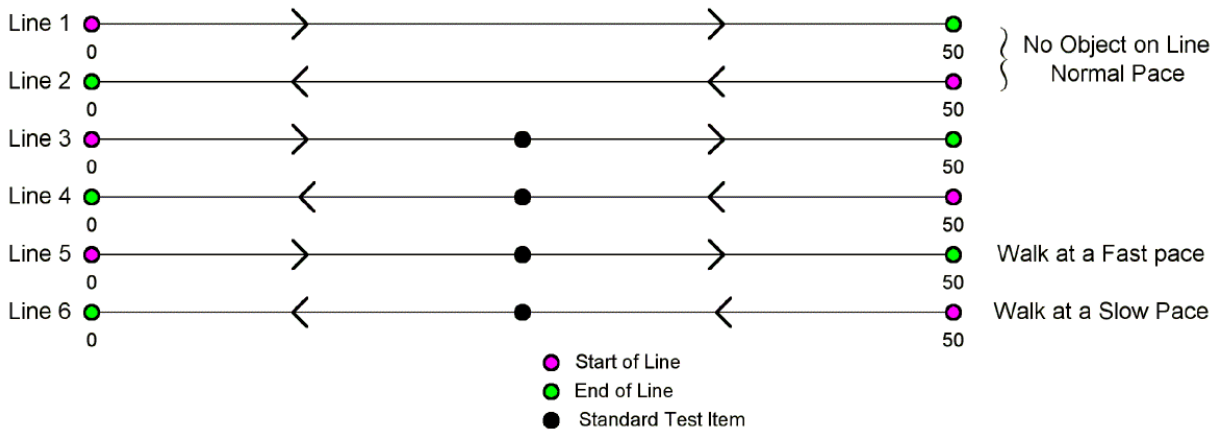 Line 1
0 50
No Object on Line
Normal Pace
Line 2
0 50
Line 3
0 50
Line 4
0 50
Line 5 Walk at a Fast pace
0 50
Line 6 Walk at a Slow Pace
0 50
Start of Line
End of Line
Standard Test Item